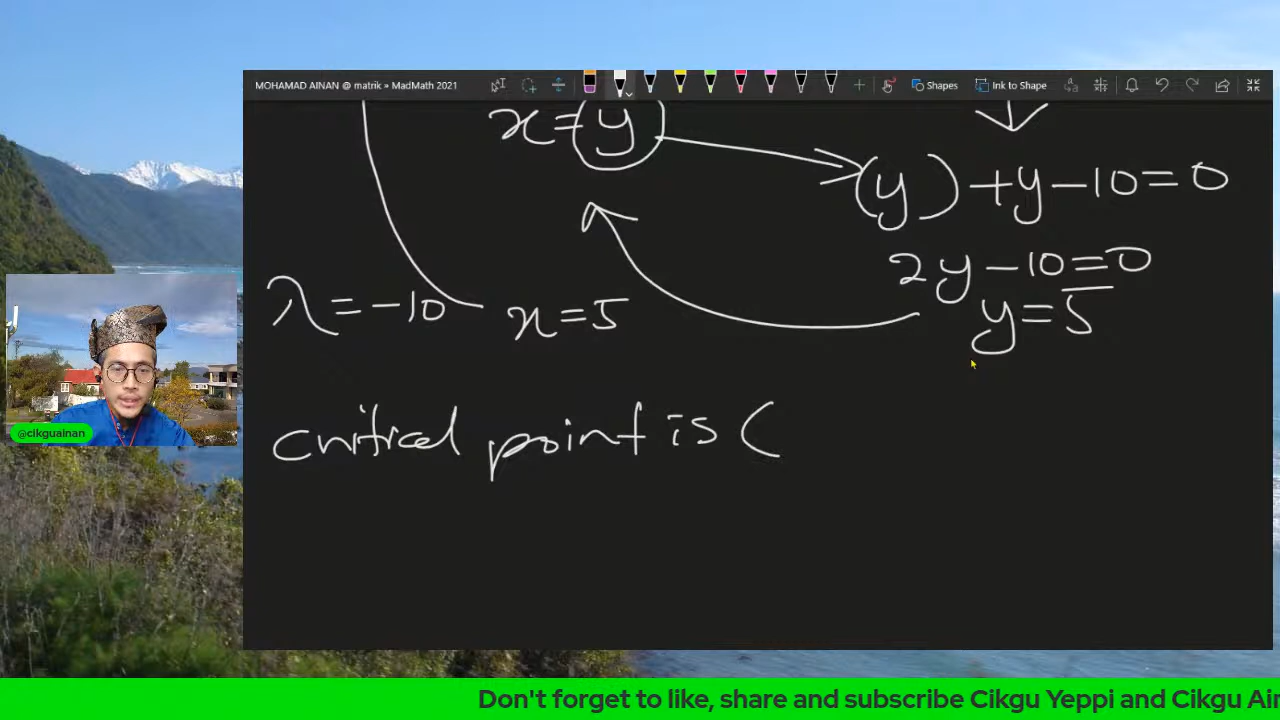 MOHAMAD AINAN @ matrik » MadMath 2021
Shapes
Ink to Shape
x=y
(y)+y-10=0
2y-10=0
λ=-10
x=5
y=5
@cikguainan
critical point is (
Don't forget to like, share and subscribe Cikgu Yeppi and Cikgu Ai